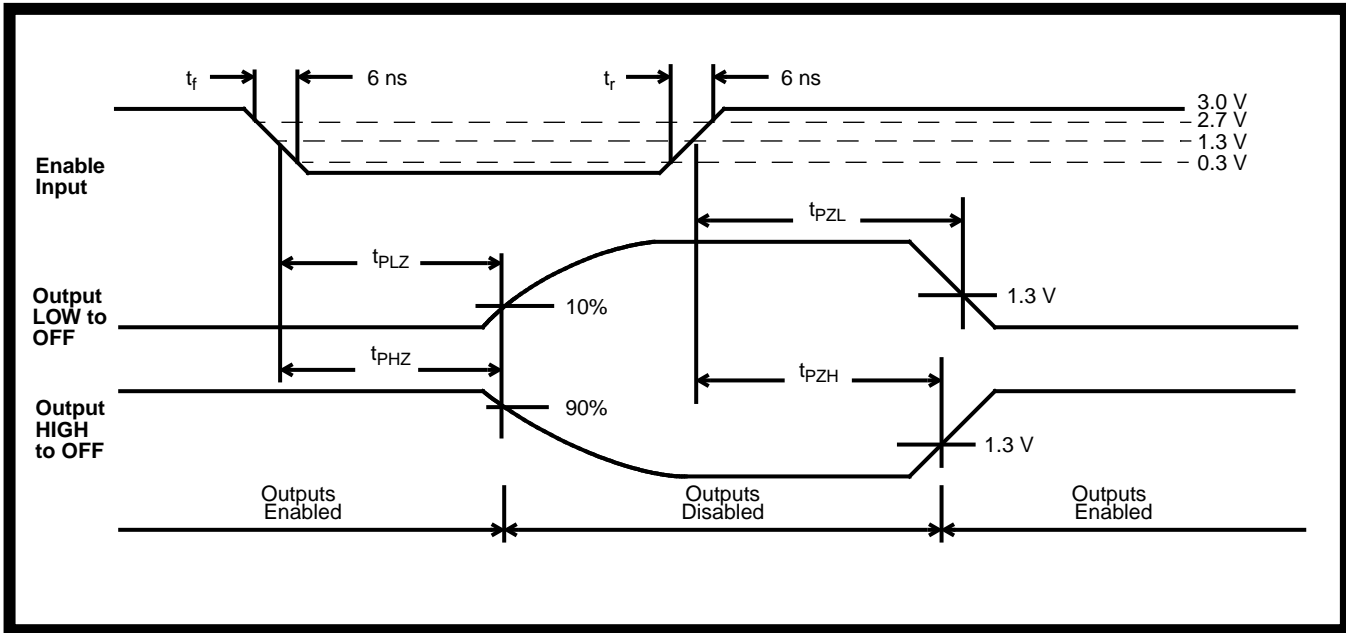 tf
6 ns
tr
6 ns
3.0 V
2.7 V
1.3 V
0.3 V
Enable
Input
tPZL
tPLZ
Output
LOW to
OFF
10%
1.3 V
tPHZ
tPZH
Output
HIGH
to OFF
90%
1.3 V
Outputs
Enabled
Outputs
Disabled
Outputs
Enabled